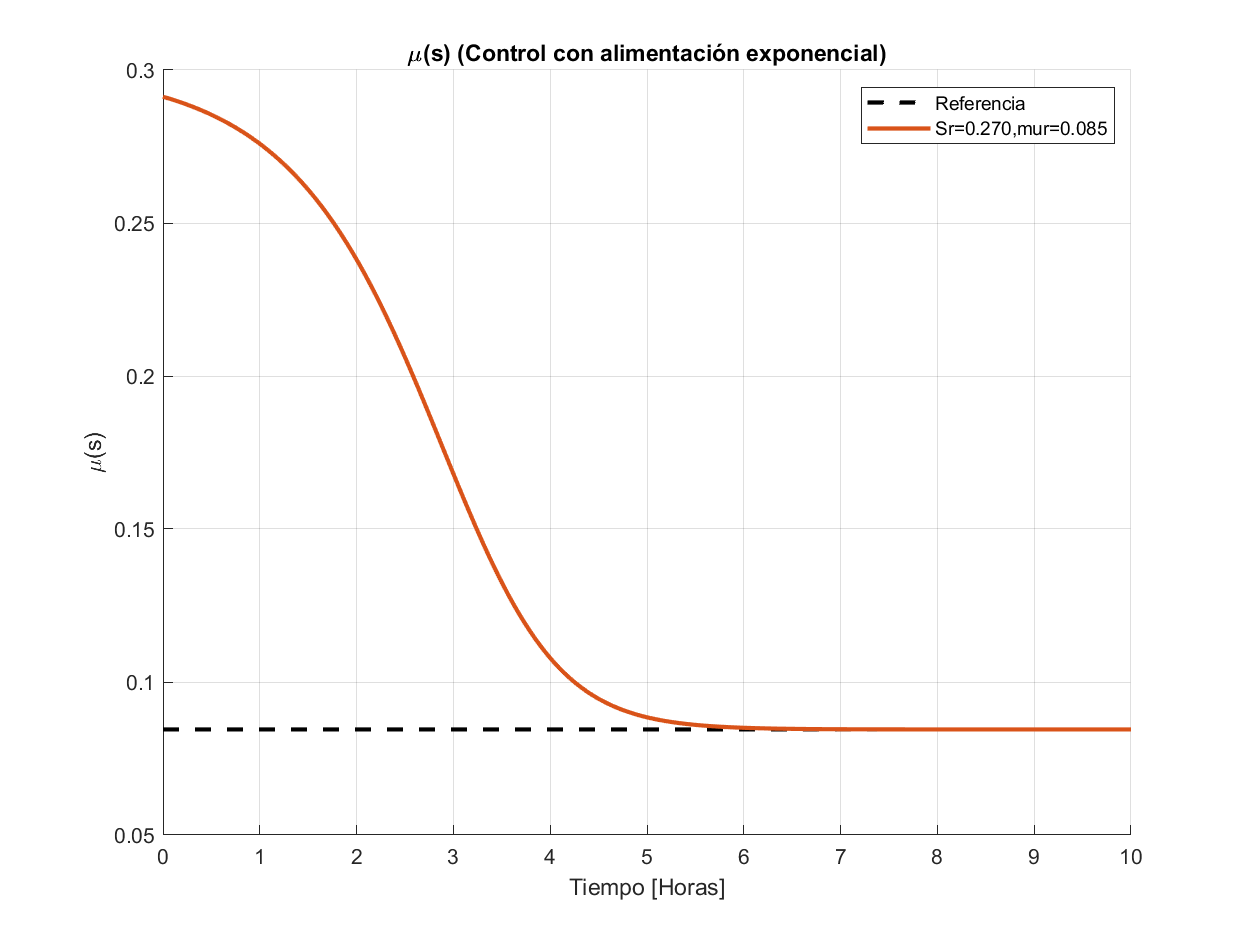 μ(s) (Control con alimentación exponencial)
0.3
0.25
0.2
0.15
0.1
0.05
μ(s)
Referencia
Sr=0.270,mur=0.085
0 1 2 3 4 5 6 7 8 9 10
Tiempo [Horas]